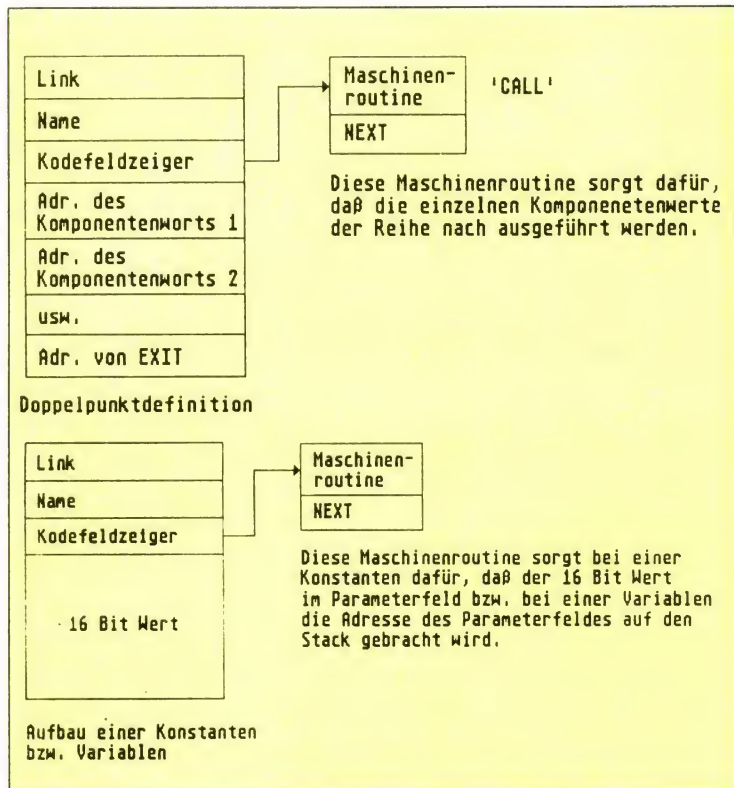 Link
Name
Kodefeldzeiger
Adr. des
Komponentenworts 1
Adr. des
Komponentenworts 2
usw.
Adr. von EXIT
Doppelpunktdefinition
Maschinen-
routine
NEXT
'CALL'
Diese Maschinenroutine sorgt dafür,
daß die einzelnen Komponenetenwerte
der Reihe nach ausgeführt werden.
Link
Name
Kodefeldzeiger
16 Bit Wert
Aufbau einer Konstanten
bzw. Variablen
Maschinen-
routine
NEXT
Diese Maschinenroutine sorgt bei einer
Konstanten dafür, daß der 16 Bit Wert
im Parameterfeld bzw. bei einer Variablen
die Adresse des Parameterfeldes auf den
Stack gebracht wird.